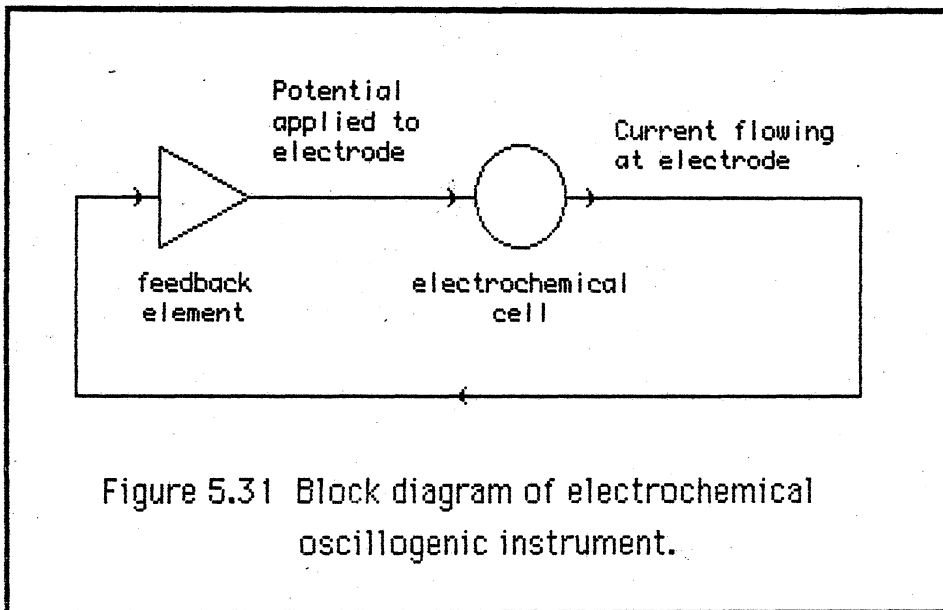 Potential
applied to
electrode
Current flowing
at electrode
feedback
element
electrochemical
cell
Figure 5.31 Block diagram of electrochemical
oscillogenic instrument.